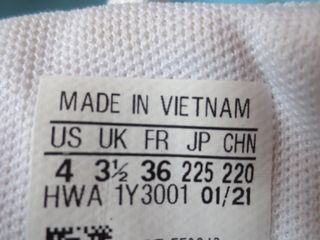 MADE IN VIETNAM
US UK FR JP CHN
4 3½ 36 225 220
HWA 1Y3001 01/21